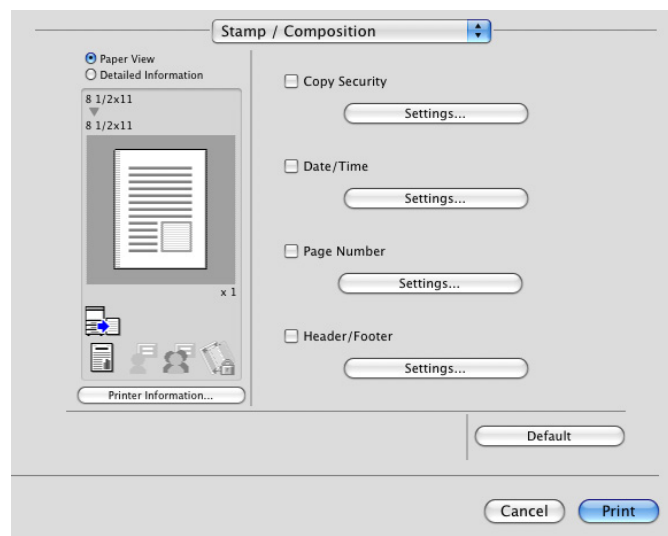 Stamp / Composition
Paper View
Detailed Information
8 1/2x11
8 1/2x11
x 1
Printer Information...
Copy Security
Settings...
Date/Time
Settings...
Page Number
Settings...
Header/Footer
Settings...
Default
Cancel
Print